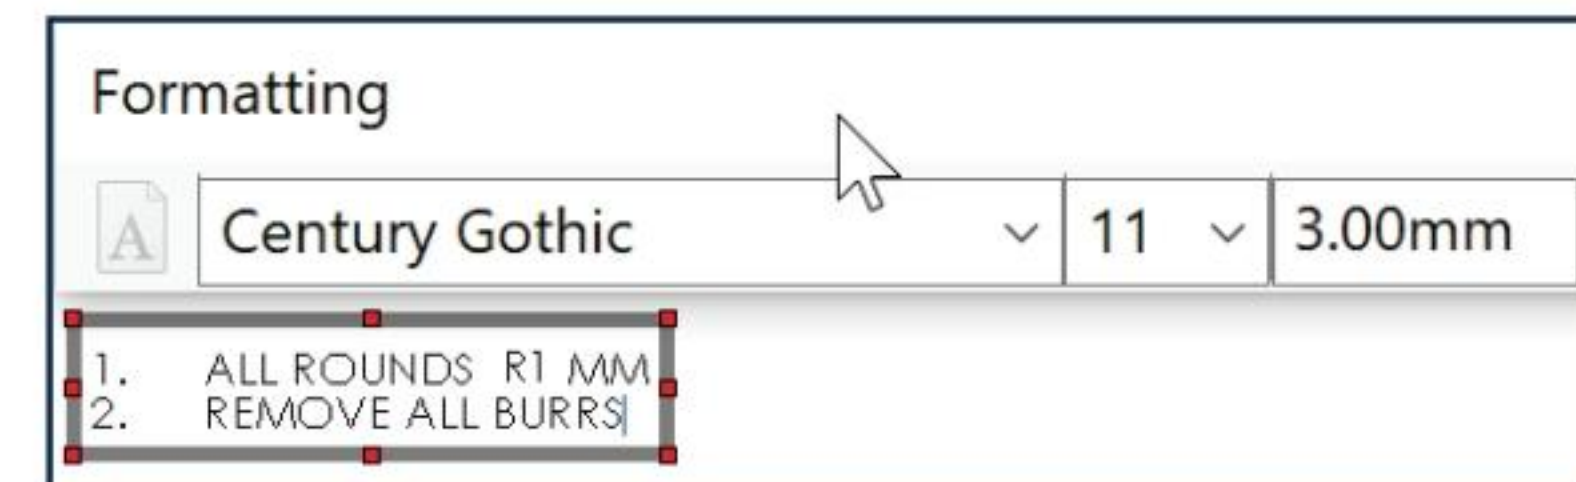 Formatting
A Century Gothic 11 3.00mm
1. ALL ROUNDS R1 MM
2. REMOVE ALL BURRS